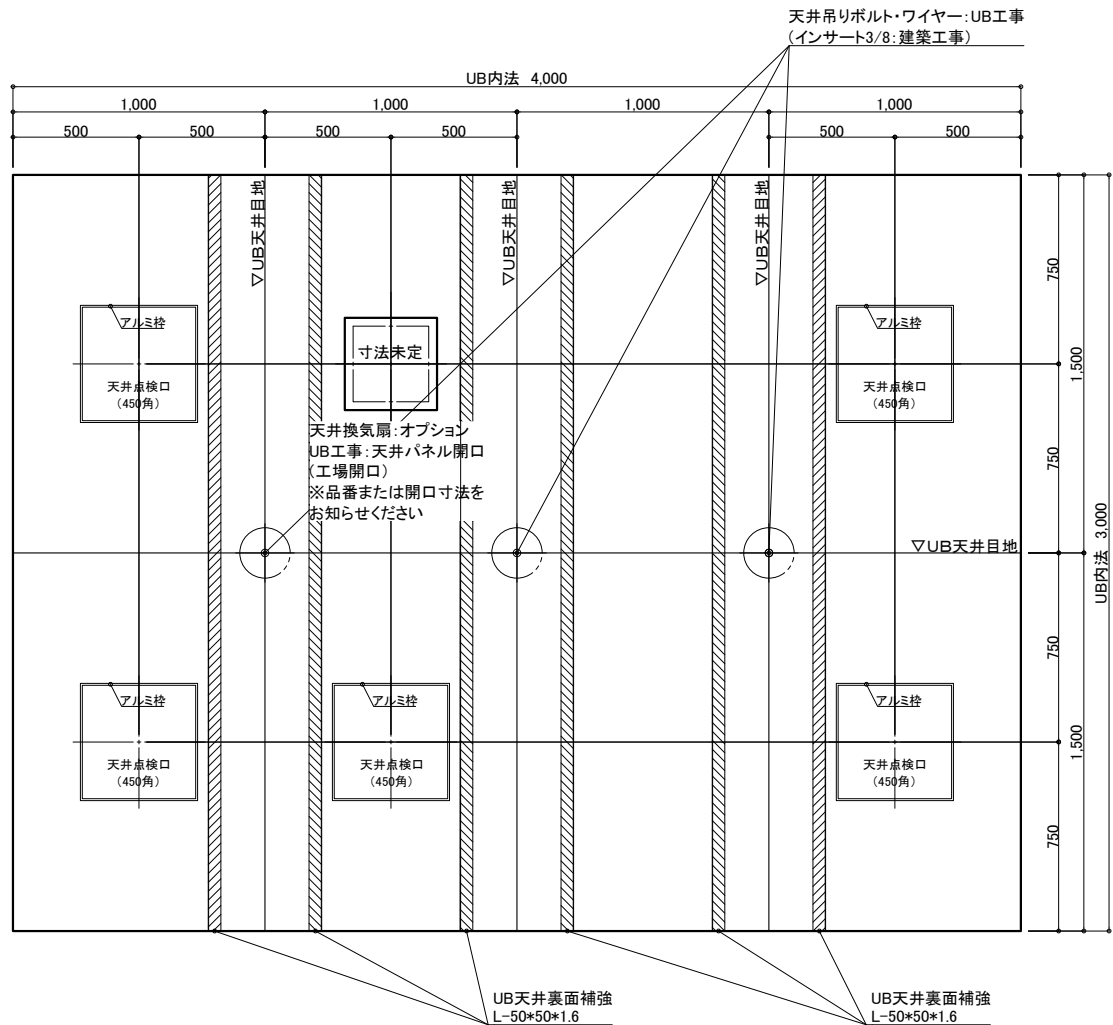 天井吊りボルト・ワイヤー:UB工事
(インサート3/8:建築工事)
UB内法 4,000
1,000
1,000
1,000
1,000
500
500
500
500
500
500
▽UB天井目地
▽UB天井目地
▽UB天井目地
750
アルミ枠
天井点検口
(450角)
寸法未定
アルミ枠
天井点検口
(450角)
1,500
天井換気扇:オプション
UB工事:天井パネル開口
(工場開口)
※品番または開口寸法を
お知らせください
750
▽UB天井目地
UB内法 3,000
750
アルミ枠
天井点検口
(450角)
アルミ枠
天井点検口
(450角)
アルミ枠
天井点検口
(450角)
1,500
750
UB天井裏面補強
L-50*50*1.6
UB天井裏面補強
L-50*50*1.6